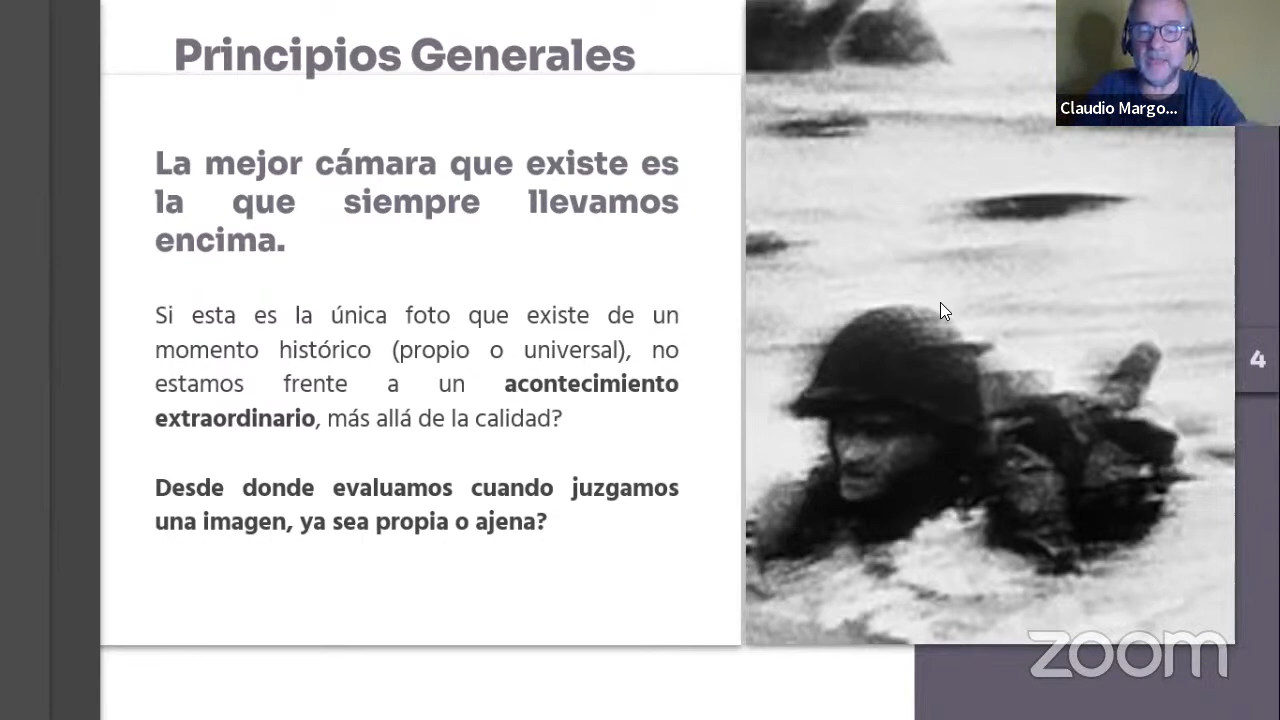 Principios Generales
La mejor cámara que existe es
la que siempre llevamos
encima.
Si esta es la única foto que existe de un
momento histórico (propio o universal), no
estamos frente a un acontecimiento
extraordinario, más allá de la calidad?
Desde donde evaluamos cuando juzgamos
una imagen, ya sea propia o ajena?
Claudio Margo...
4
zoom